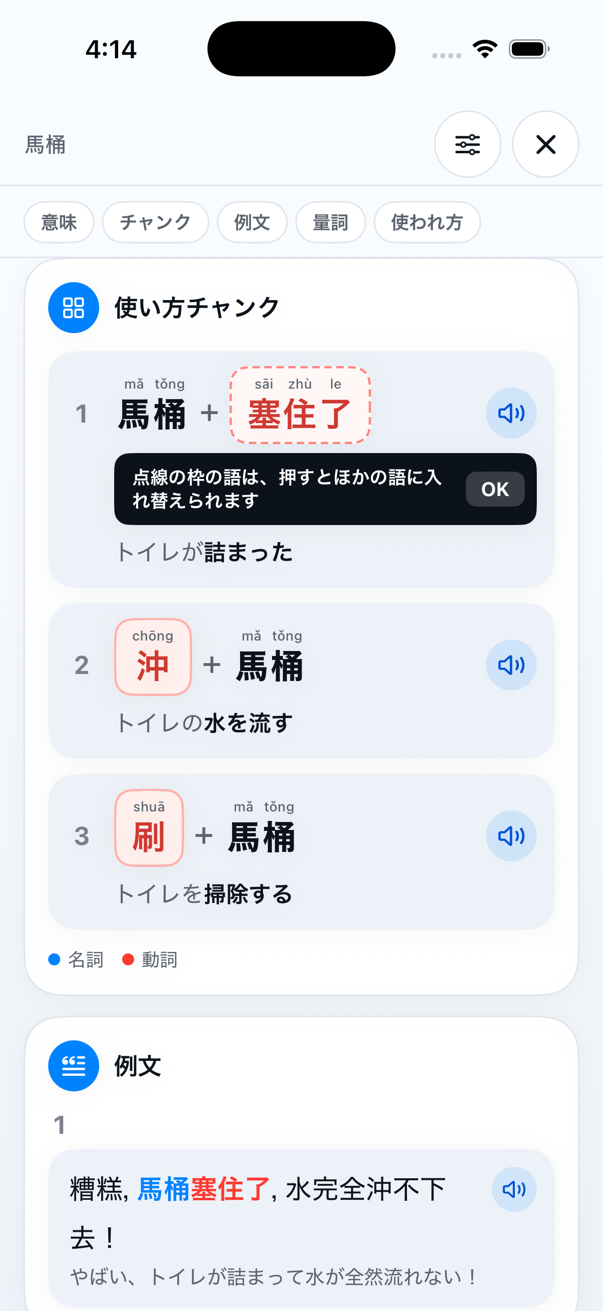 4:14
馬桶
意味 チャンク 例文 量詞 使われ方
使い方チャンク
mǎ tǒng sāi zhù le
1 馬桶 + 塞住了
点線の枠の語は、押すとほかの語に入
れ替えられます
OK
トイレが詰まった
chōng mǎ tǒng
2 沖 + 馬桶
トイレの水を流す
shuā mǎ tǒng
3 刷 + 馬桶
トイレを掃除する
名詞 動詞
例文
1
糟糕, 馬桶塞住了, 水完全沖不下
去！
やばい、トイレが詰まって水が全然流れない！